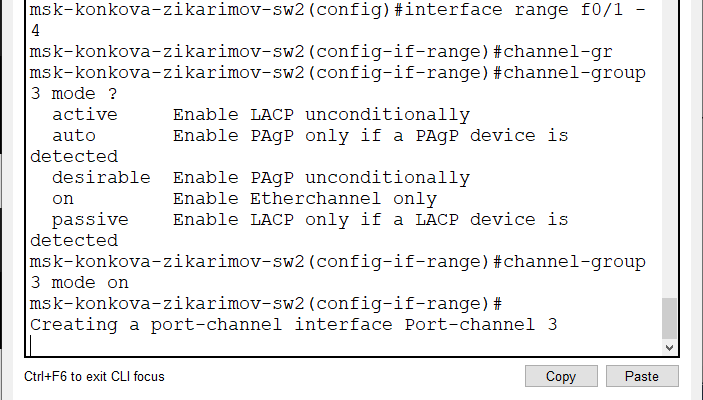 msk-konkova-zikarimov-sw2(config)#interface range f0/1 -
4
msk-konkova-zikarimov-sw2(config-if-range)#channel-gr
msk-konkova-zikarimov-sw2(config-if-range)#channel-group
3 mode ?
  active     Enable LACP unconditionally
  auto       Enable PAgP only if a PAgP device is
detected
  desirable  Enable PAgP unconditionally
  on         Enable Etherchannel only
  passive    Enable LACP only if a LACP device is
detected
msk-konkova-zikarimov-sw2(config-if-range)#channel-group
3 mode on
msk-konkova-zikarimov-sw2(config-if-range)#
Creating a port-channel interface Port-channel 3
Ctrl+F6 to exit CLI focus
Copy
Paste